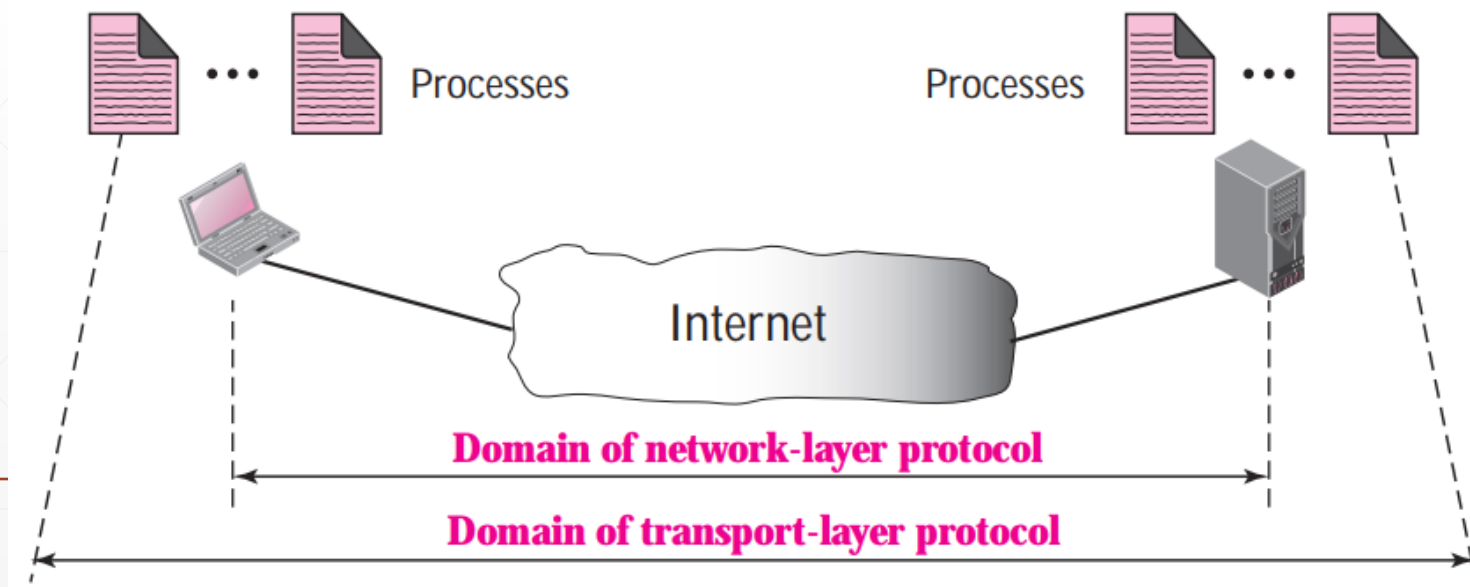 Processes
Processes
Internet
Domain of network-layer protocol
Domain of transport-layer protocol